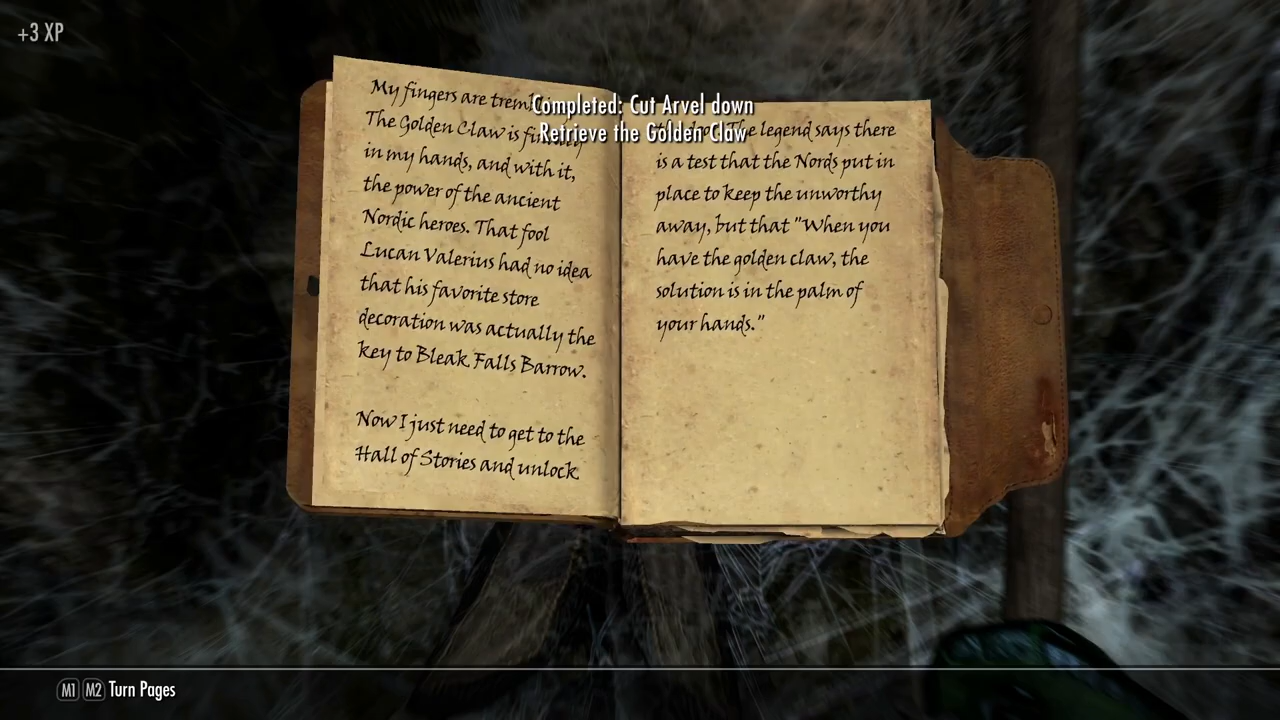 +3 XP
Completed: Cut Arvel down
Retrieve the Golden Claw
My fingers are
The Golden Claw is
in my hands, and with it,
the power of the ancient
Nordic heroes. That fool
Lucan Valerius had no idea
that his favorite store
decoration was actually the
key to Bleak Falls Barrow.
Now I just need to get to the
Hall of Stories and unlock
The legend says there
is a test that the Nords put in
place to keep the unworthy
away, but that "When you
have the golden claw, the
solution is in the palm of
your hands."
M1 M2 Turn Pages